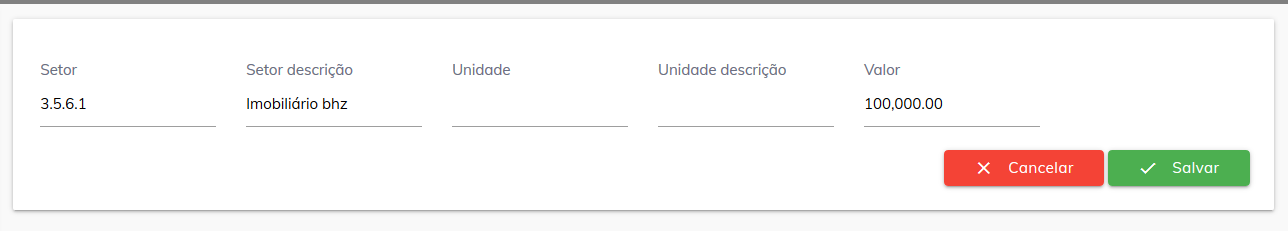 Setor Setor descrição Unidade Unidade descrição Valor
3.5.6.1 Imobiliário bhz 100,000.00
Cancelar Salvar